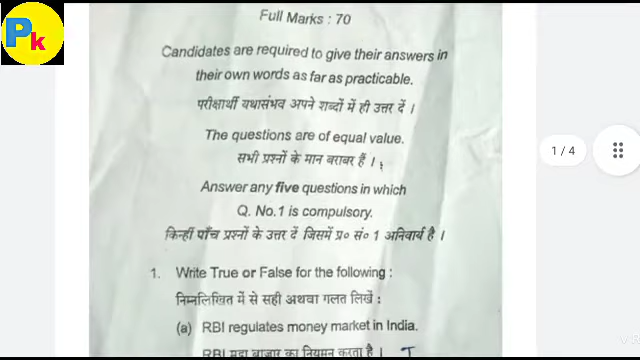 Pk
Full Marks : 70
Candidates are required to give their answers in
their own words as far as practicable.
परीक्षार्थी यथासंभव अपने शब्दों में ही उत्तर दें ।
The questions are of equal value.
सभी प्रश्नों के मान बराबर हैं ।
1 / 4
Answer any five questions in which
Q. No.1 is compulsory.
किन्हीं पाँच प्रश्नों के उत्तर दें जिसमें प्र० सं० 1 अनिवार्य है ।
1. Write True or False for the following :
निम्नलिखित में से सही अथवा गलत लिखें :
(a) RBI regulates money market in India.
RBI मुद्रा बाजार का नियमन करता है । T